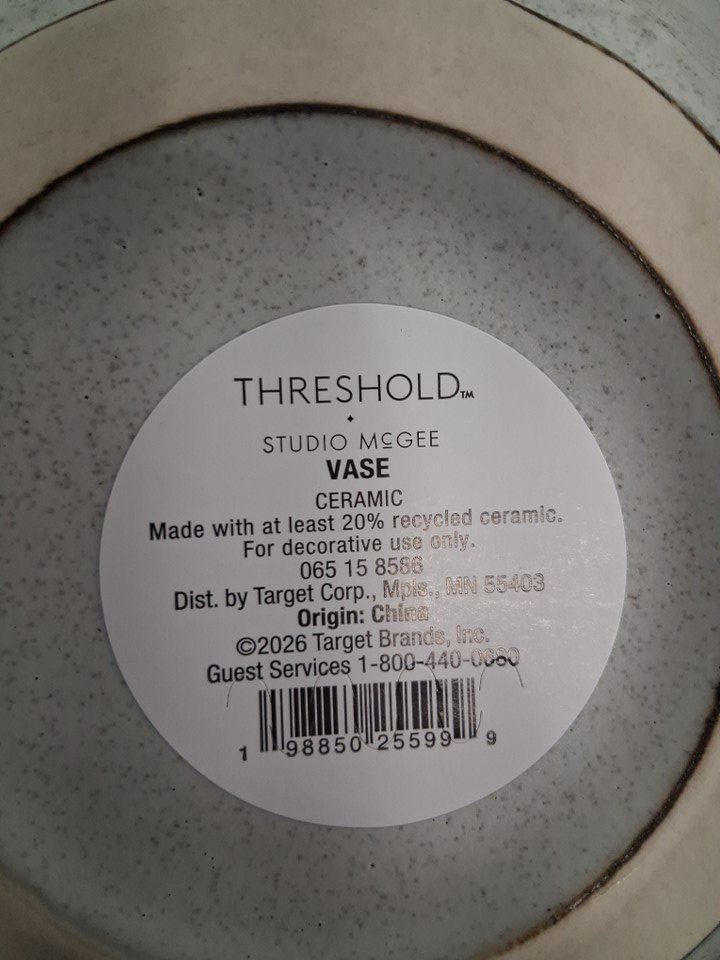 THRESHOLD™
STUDIO McGEE
VASE
CERAMIC
Made with at least 20% recycled ceramic.
For decorative use only.
065 15 8586
Dist. by Target Corp., Mpls., MN 55403
Origin: China
©2026 Target Brands, Inc.
Guest Services 1-800-440-0680
1 98850 25599 9